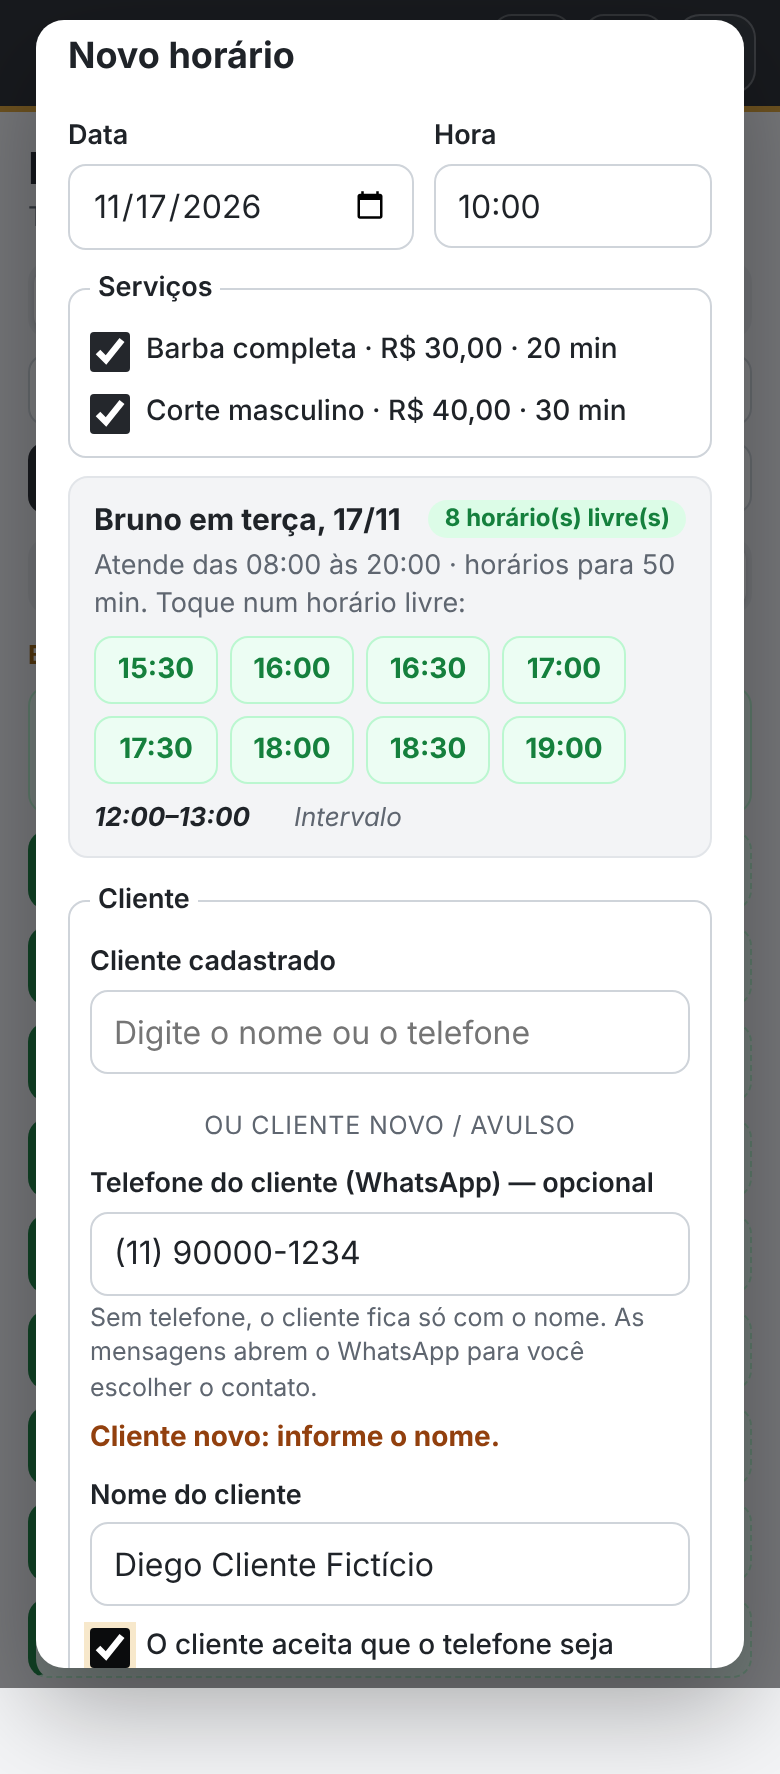 Novo horário
Data
Hora
11/17/2026
10:00
Serviços
Barba completa · R$ 30,00 · 20 min
Corte masculino · R$ 40,00 · 30 min
Bruno em terça, 17/11
8 horário(s) livre(s)
Atende das 08:00 às 20:00 · horários para 50
min. Toque num horário livre:
15:30 16:00 16:30 17:00
17:30 18:00 18:30 19:00
12:00–13:00 Intervalo
Cliente
Cliente cadastrado
Digite o nome ou o telefone
OU CLIENTE NOVO / AVULSO
Telefone do cliente (WhatsApp) — opcional
(11) 90000-1234
Sem telefone, o cliente fica só com o nome. As
mensagens abrem o WhatsApp para você
escolher o contato.
Cliente novo: informe o nome.
Nome do cliente
Diego Cliente Fictício
O cliente aceita que o telefone seja